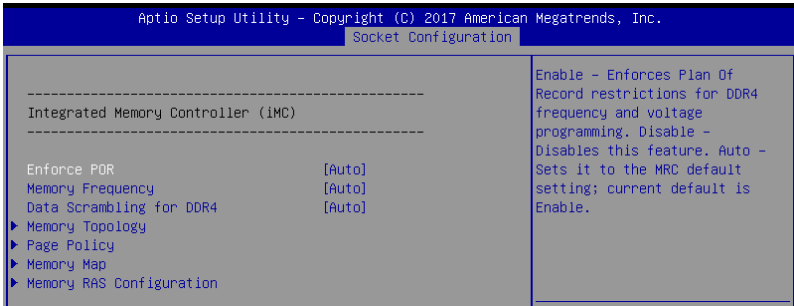 Aptio Setup Utility – Copyright (C) 2017 American Megatrends, Inc.
Socket Configuration
--------------------------------------------------
Integrated Memory Controller (iMC)
--------------------------------------------------
Enforce POR [Auto]
Memory Frequency [Auto]
Data Scrambling for DDR4 [Auto]
Memory Topology
Page Policy
Memory Map
Memory RAS Configuration
Enable – Enforces Plan Of
Record restrictions for DDR4
frequency and voltage
programming. Disable –
Disables this feature. Auto –
Sets it to the MRC default
setting; current default is
Enable.